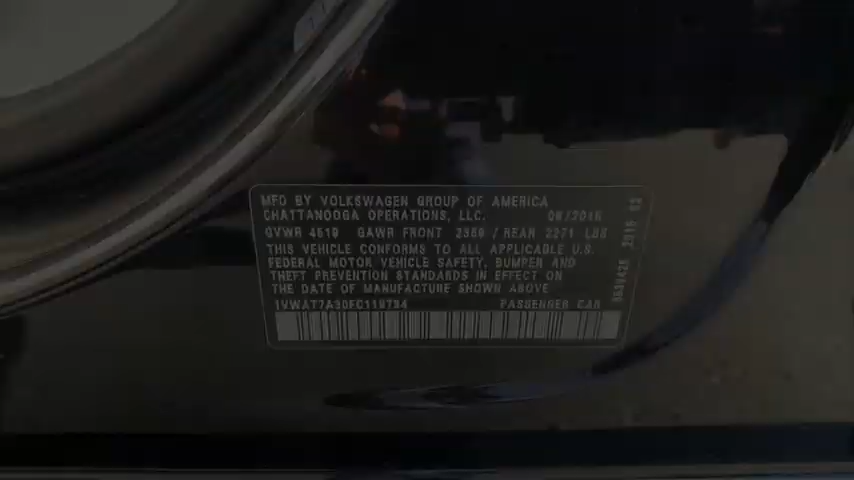 MFD BY VOLKSWAGEN GROUP OF AMERICA
CHATTANOOGA OPERATIONS, LLC.
GVWR 4519 GAWR FRONT / REAR 2271 LBS
THIS VEHICLE CONFORMS TO ALL APPLICABLE U.S.
FEDERAL MOTOR VEHICLE SAFETY, BUMPER AND
THEFT PREVENTION STANDARDS IN EFFECT ON
THE DATE OF MANUFACTURE SHOWN ABOVE
PASSENGER CAR